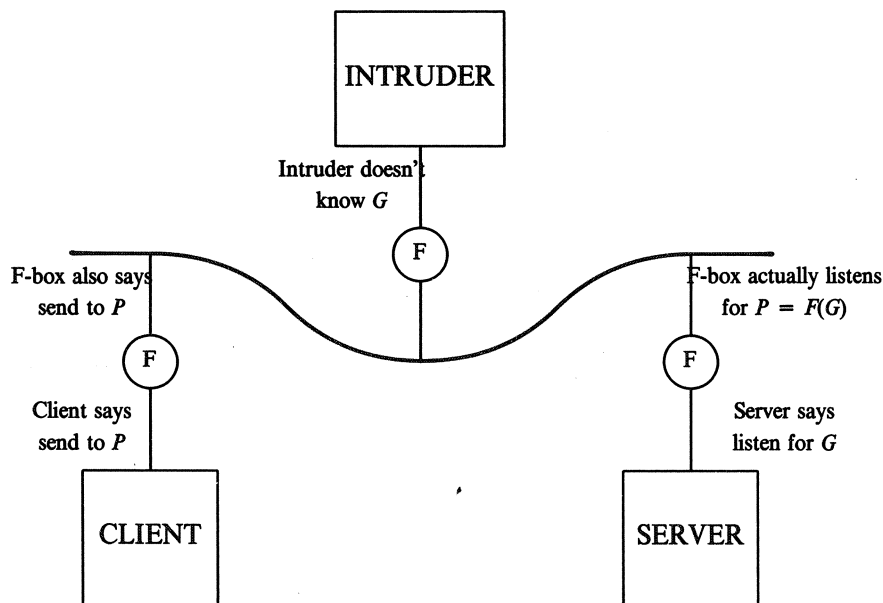 INTRUDER
Intruder doesn't
know G
F
F-box also says
send to P
F-box actually listens
for P = F(G)
F
F
Client says
send to P
Server says
listen for G
CLIENT
SERVER